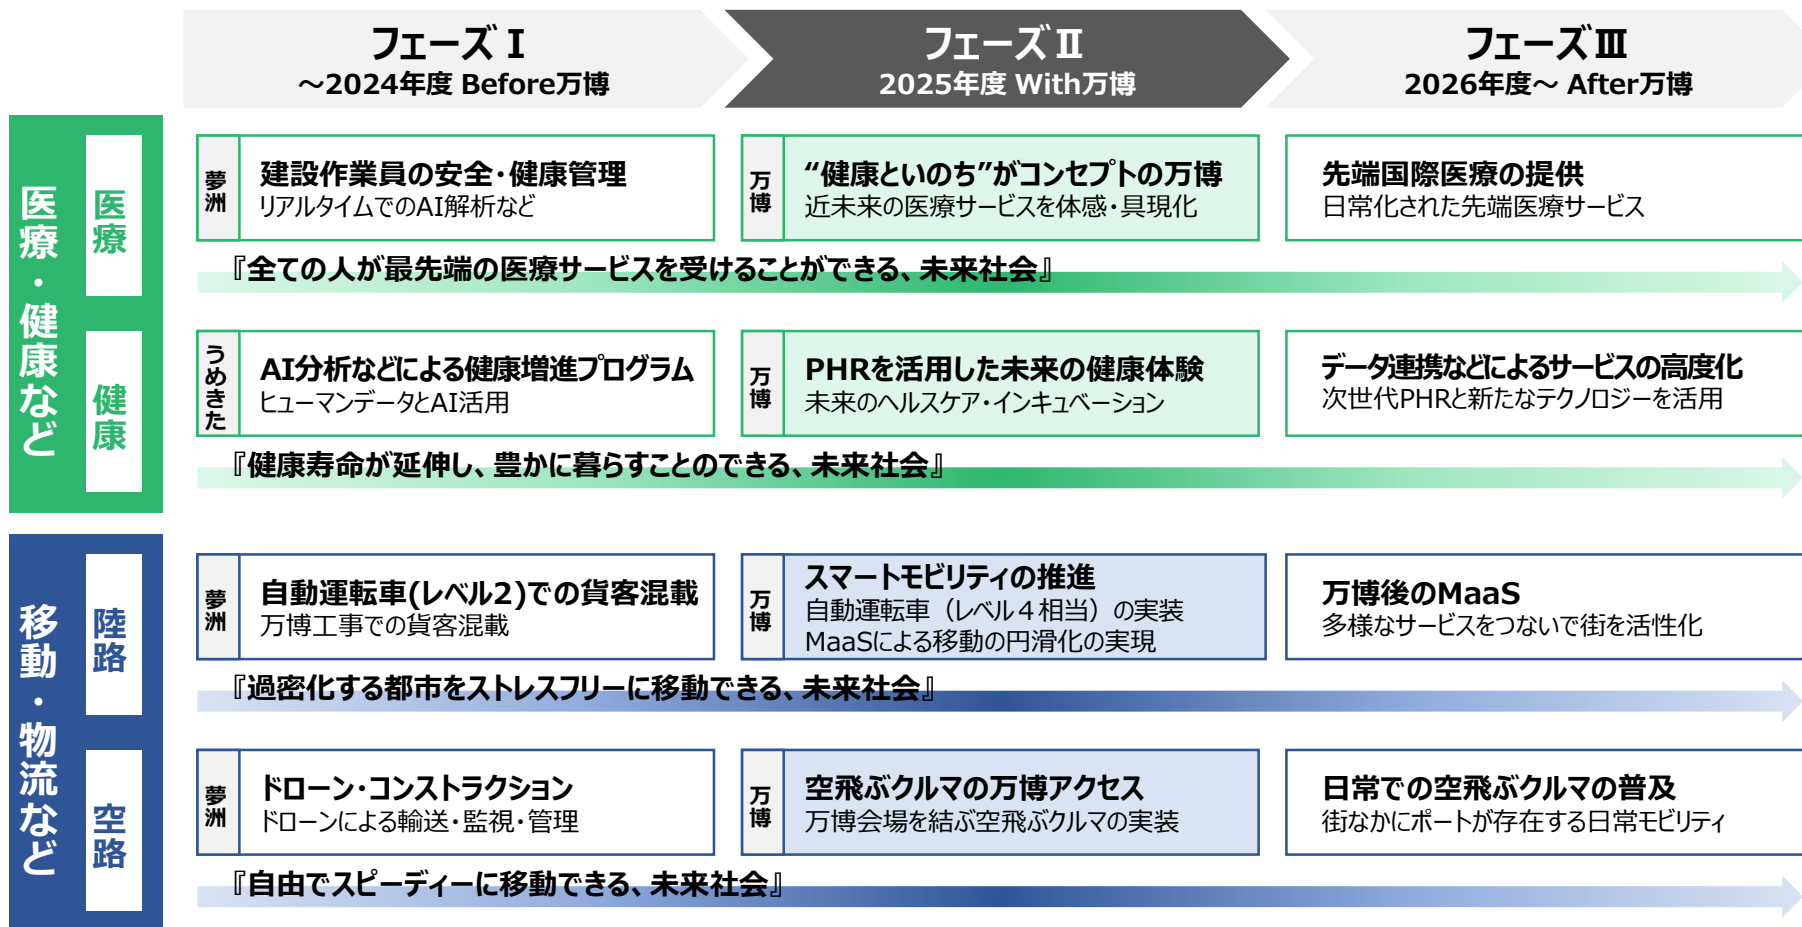 フェーズⅠ
～2024年度 Before万博
フェーズⅡ
2025年度 With万博
フェーズⅢ
2026年度～ After万博
医療・健康など
医療
夢洲
建設作業員の安全・健康管理
リアルタイムでのAI解析など
万博
“健康といのち”がコンセプトの万博
近未来の医療サービスを体感・具現化
先端国際医療の提供
日常化された先端医療サービス
『全ての人が最先端の医療サービスを受けることができる、未来社会』
健康
うめきた
AI分析などによる健康増進プログラム
ヒューマンデータとAI活用
万博
PHRを活用した未来の健康体験
未来のヘルスケア・インキュベーション
データ連携などによるサービスの高度化
次世代PHRと新たなテクノロジーを活用
『健康寿命が延伸し、豊かに暮らすことのできる、未来社会』
移動・物流など
陸路
夢洲
自動運転車(レベル2)での貨客混載
万博工事での貨客混載
万博
スマートモビリティの推進
自動運転車（レベル４相当）の実装
MaaSによる移動の円滑化の実現
万博後のMaaS
多様なサービスをつないで街を活性化
『過密化する都市をストレスフリーに移動できる、未来社会』
空路
夢洲
ドローン・コンストラクション
ドローンによる輸送・監視・管理
万博
空飛ぶクルマの万博アクセス
万博会場を結ぶ空飛ぶクルマの実装
日常での空飛ぶクルマの普及
街なかにポートが存在する日常モビリティ
『自由でスピーディーに移動できる、未来社会』